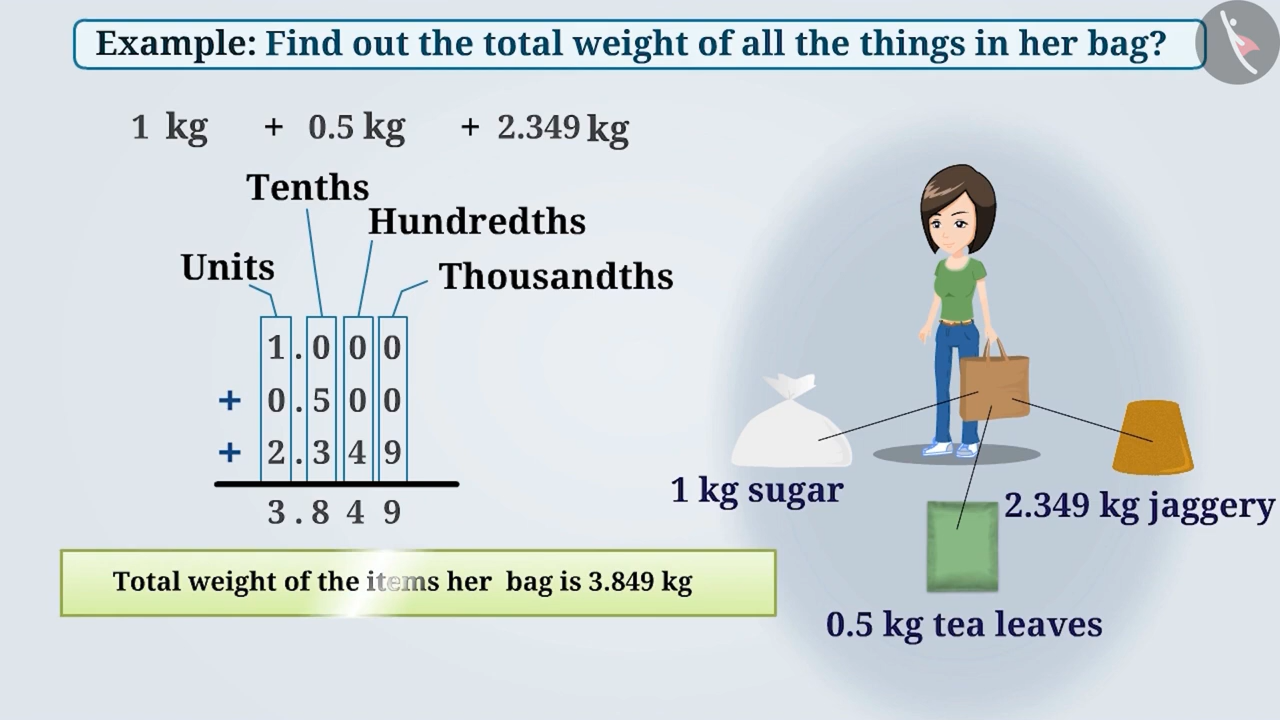 Example: Find out the total weight of all the things in her bag?
1 kg + 0.5 kg + 2.349 kg
Tenths
Hundredths
Units
Thousandths
1.000
+ 0.500
+ 2.349
3.849
Total weight of the items her bag is 3.849 kg
1 kg sugar
2.349 kg jaggery
0.5 kg tea leaves